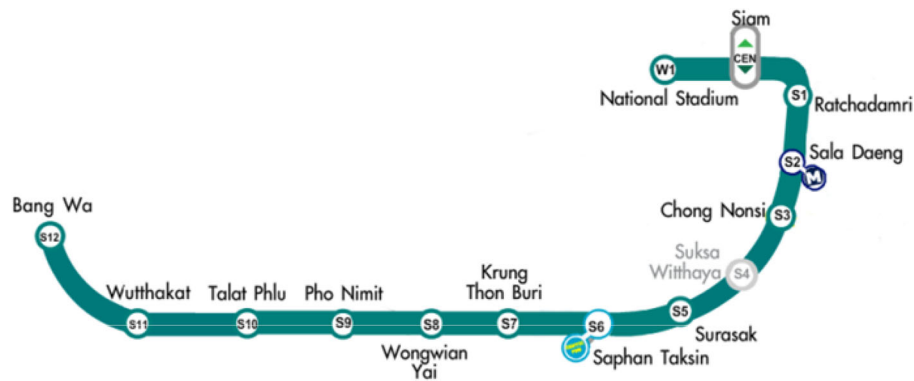 Siam
CEN
W1
National Stadium
S1
Ratchadamri
S2
Sala Daeng
M
S3
Chong Nonsi
Suksa
Witthaya
S4
S5
Surasak
S6
Saphan Taksin
Krung
Thon Buri
S7
S8
Wongwian
Yai
Pho Nimit
S9
Talat Phlu
S10
Wutthakat
S11
Bang Wa
S12